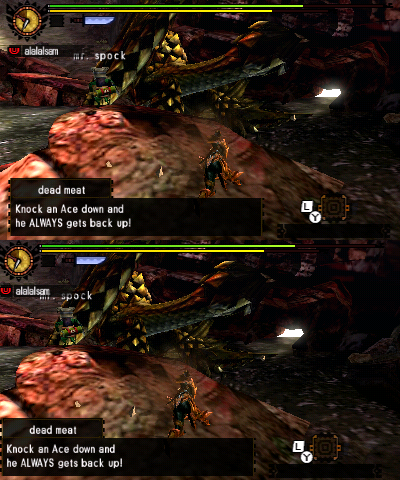 alalalsam
mr. spock
dead meat
Knock an Ace down and
he ALWAYS gets back up!
L
Y
alalalsam
mr. spock
dead meat
Knock an Ace down and
he ALWAYS gets back up!
L
Y